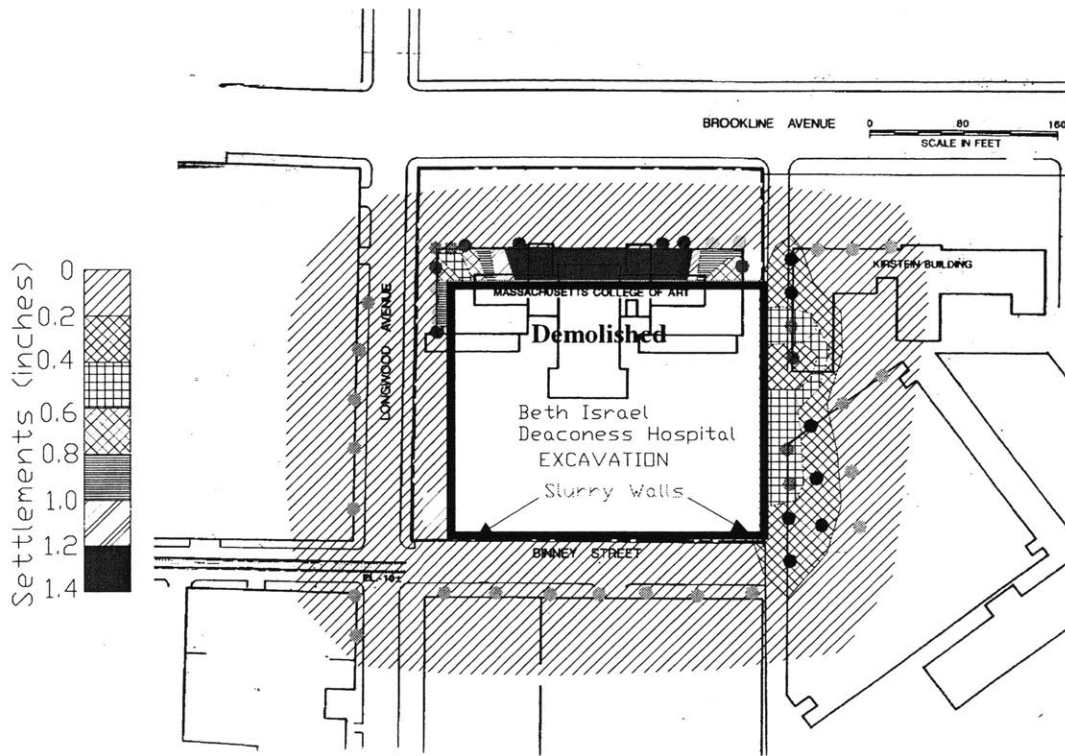 BROOKLINE AVENUE
0 80 160
SCALE IN FEET
KIRSTEIN BUILDING
Settlements (inches)
0
0.2
0.4
0.6
0.8
1.0
1.2
1.4
LONGWOOD AVENUE
MASSACHUSETTS COLLEGE OF ART
Demolished
Beth Israel
Deaconess Hospital
EXCAVATION
Slurry Walls
BINNEY STREET